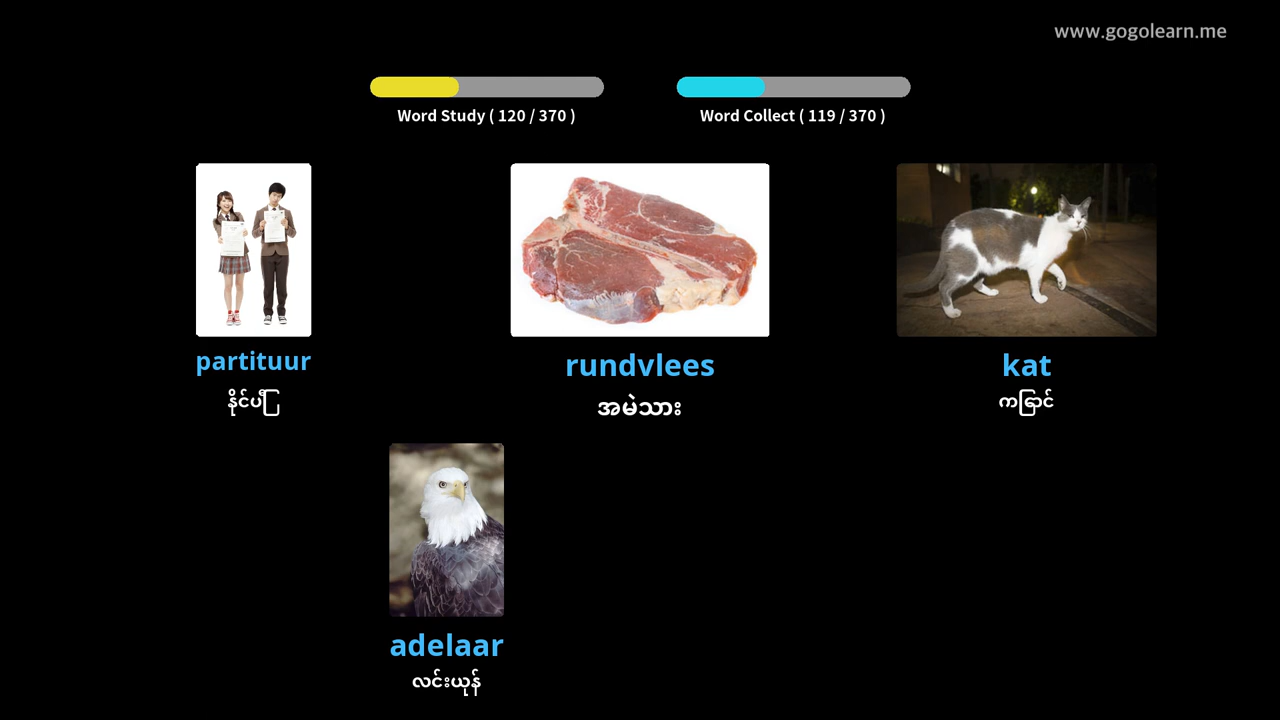 www.gogolearn.me
Word Study ( 120 / 370 )
Word Collect ( 119 / 370 )
partituur
rundvlees
kat
နိုင်ပီြ
အမဲသား
ကြောင်
adelaar
လင်းယုန်